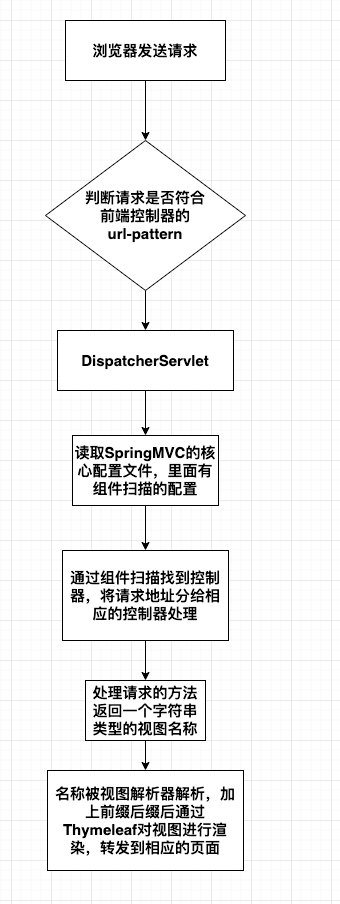 浏览器发送请求
判断请求是否符合
前端控制器的
url-pattern
DispatcherServlet
读取SpringMVC的核
心配置文件，里面有
组件扫描的配置
通过组件扫描找到控制
器，将请求地址分给相
应的控制器处理
处理请求的方法
返回一个字符串
类型的视图名称
名称被视图解析器解析，加
上前缀后缀后通过
Thymeleaf对视图进行渲
染，转发到相应的页面